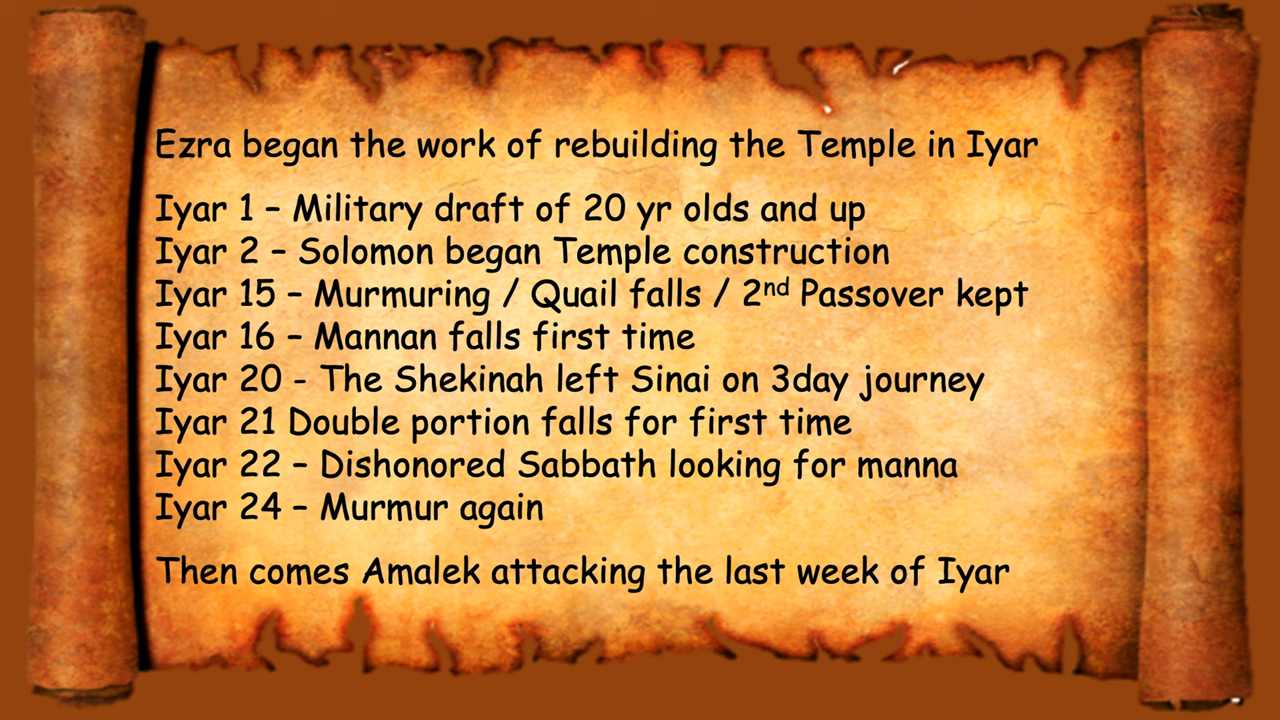 Ezra began the work of rebuilding the Temple in Iyar
Iyar 1 – Military draft of 20 yr olds and up
Iyar 2 – Solomon began Temple construction
Iyar 15 – Murmuring / Quail falls / 2nd Passover kept
Iyar 16 – Mannan falls first time
Iyar 20 - The Shekinah left Sinai on 3day journey
Iyar 21 Double portion falls for first time
Iyar 22 – Dishonored Sabbath looking for manna
Iyar 24 – Murmur again
Then comes Amalek attacking the last week of Iyar